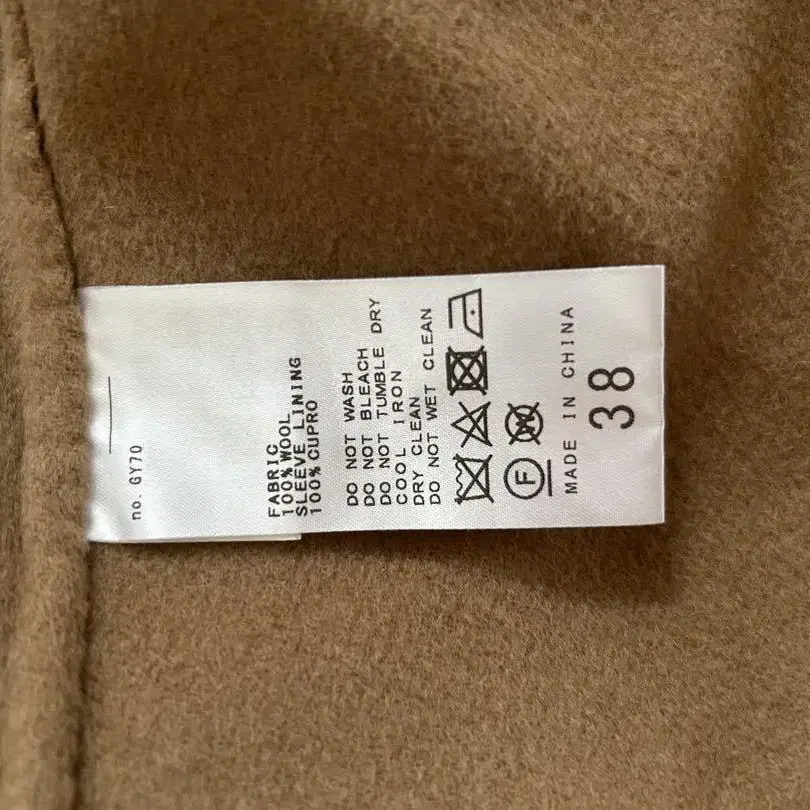 no. GY70
FABRIC
100%WOOL
SLEEVE LINING
100%CUPRO
DO NOT WASH
DO NOT BLEACH
DO NOT TUMBLE DRY
COOL IRON
DRY CLEAN
DO NOT WET CLEAN
F W
MADE IN CHINA
38